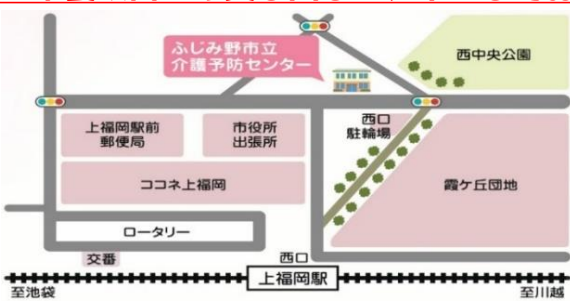 ふじみ野市立
介護予防センター
西中央公園
上福岡駅前
郵便局
市役所
出張所
西口
駐輪場
ココネ上福岡
霞ケ丘団地
ロータリー
交番
西口
上福岡駅
至池袋
至川越